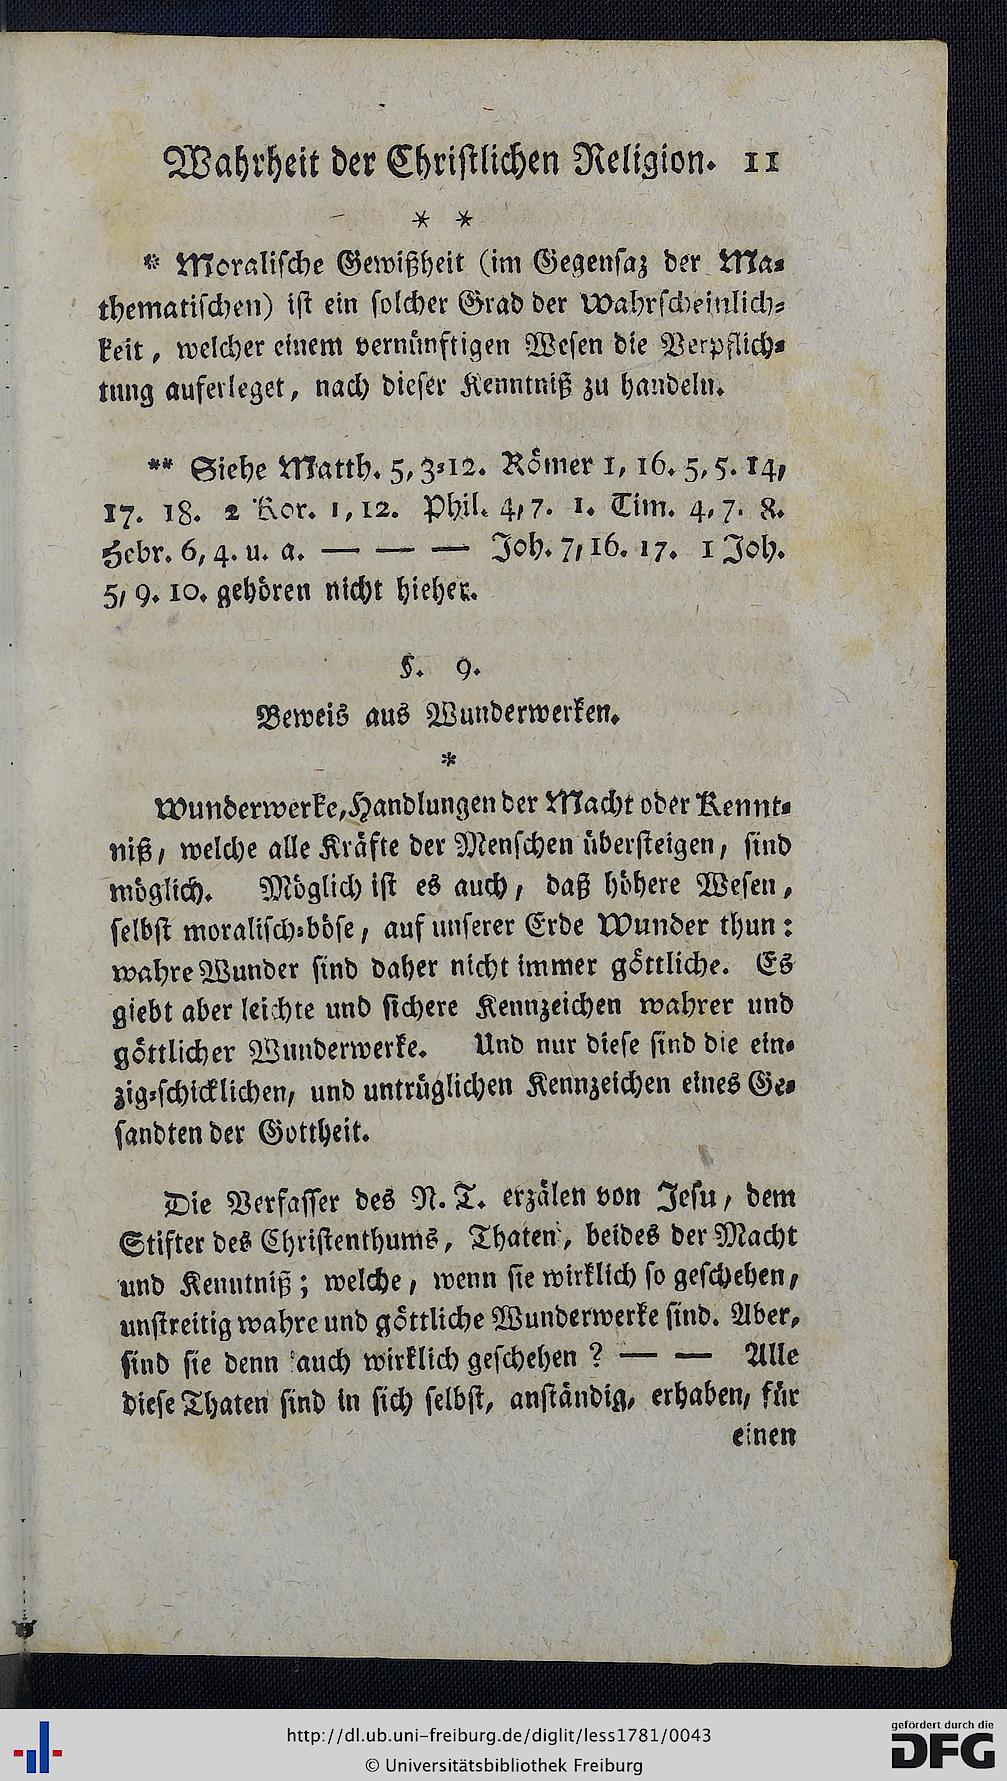 Wahrheit der Christlichen Religion. 11
* *
* Moralische Gewißheit (im Gegensaz der Ma-
thematischen) ist ein solcher Grad der Wahrscheinlich-
keit, welcher einem vernünftigen Wesen die Verpflich-
tung auferleget, nach dieser Kenntniß zu handeln.
** Siehe Matth. 5, 3-12. Römer 1, 16. 5, 5. 14,
17. 18. 2 Kor. 1, 12. Phil. 4, 7. 1. Tim. 4, 7. 8.
Hebr. 6, 4. u. a. — — — Joh. 7, 16. 17. 1 Joh.
5, 9. 10. gehören nicht hieher.
§. 9.
Beweis aus Wunderwerken.
*
Wunderwerke, Handlungen der Macht oder Kennt-
niß, welche alle Kräfte der Menschen übersteigen, sind
möglich. Möglich ist es auch, daß höhere Wesen,
selbst moralisch-böse, auf unserer Erde Wunder thun:
wahre Wunder sind daher nicht immer göttliche. Es
giebt aber leichte und sichere Kennzeichen wahrer und
göttlicher Wunderwerke. Und nur diese sind die ein-
zig-schicklichen, und untrüglichen Kennzeichen eines Ge-
sandten der Gottheit.
Die Verfasser des N. T. erzälen von Jesu, dem
Stifter des Christenthums, Thaten, beides der Macht
und Kenntniß; welche, wenn sie wirklich so geschehen,
unstreitig wahre und göttliche Wunderwerke sind. Aber,
sind sie denn auch wirklich geschehen? — — Alle
diese Thaten sind in sich selbst, anständig, erhaben, für
einen
http://dl.ub.uni-freiburg.de/diglit/less1781/0043
© Universitätsbibliothek Freiburg
gefördert durch die
DFG